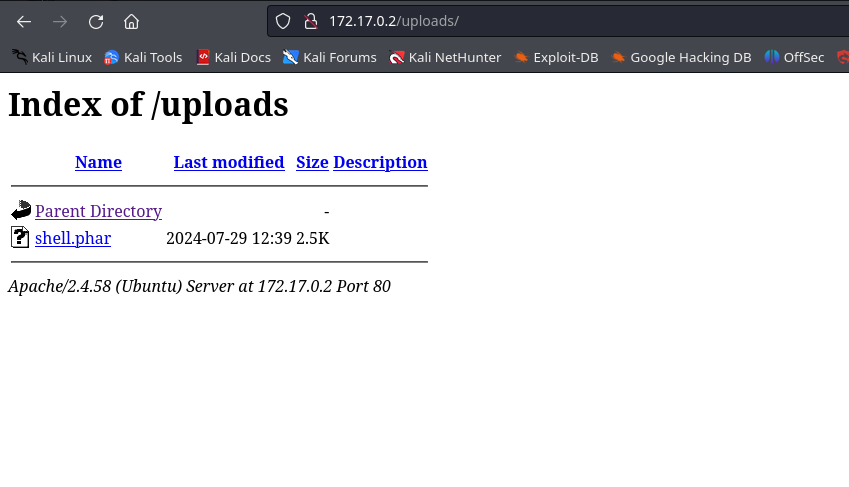 172.17.0.2/uploads/
Kali Linux Kali Tools Kali Docs Kali Forums Kali NetHunter Exploit-DB Google Hacking DB OffSec
Index of /uploads
Name Last modified Size Description
Parent Directory -
shell.phar 2024-07-29 12:39 2.5K
Apache/2.4.58 (Ubuntu) Server at 172.17.0.2 Port 80